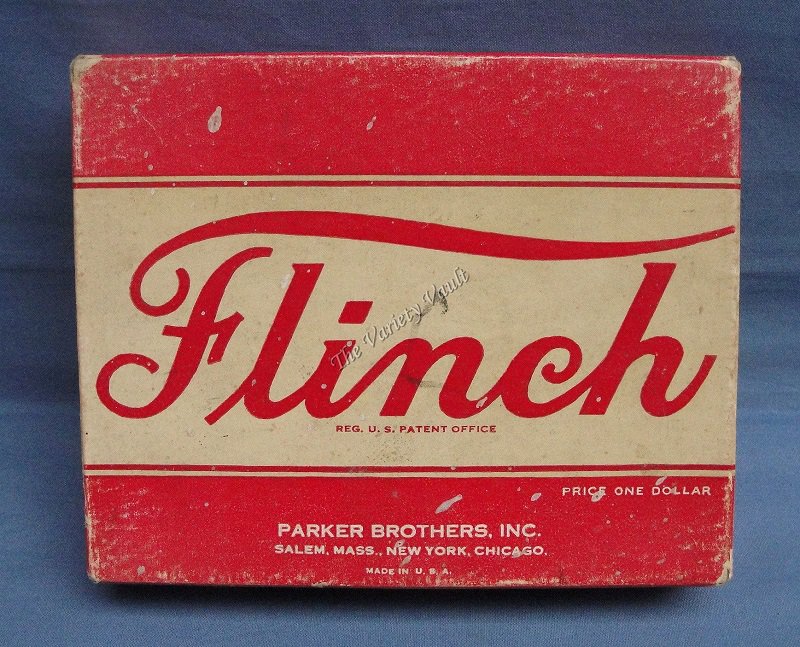 Flinch
The Variety Vault
REG. U. S. PATENT OFFICE
PRICE ONE DOLLAR
PARKER BROTHERS, INC.
SALEM, MASS., NEW YORK, CHICAGO.
MADE IN U. S. A.